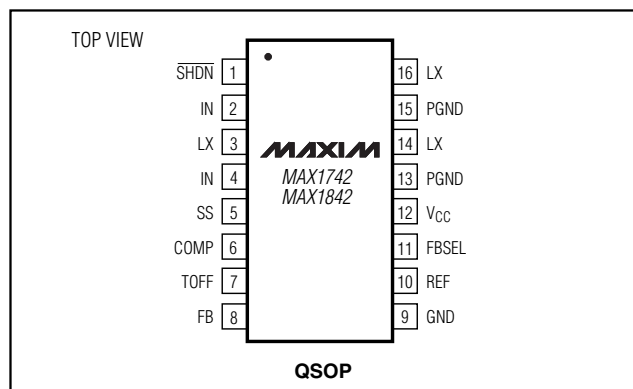 TOP VIEW
SHDN 1
IN 2
LX 3
IN 4
SS 5
COMP 6
TOFF 7
FB 8
MAXIM
MAX1742
MAX1842
16 LX
15 PGND
14 LX
13 PGND
12 VCC
11 FBSEL
10 REF
9 GND
QSOP